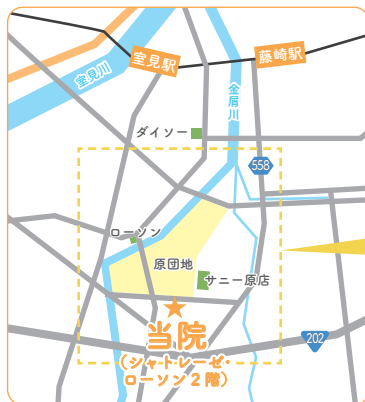 室見駅
藤崎駅
室見川
金屑川
ダイソー
558
ローソン
原団地
サニー原店
当院
(シャトレーゼ・
ローソン2階)
202